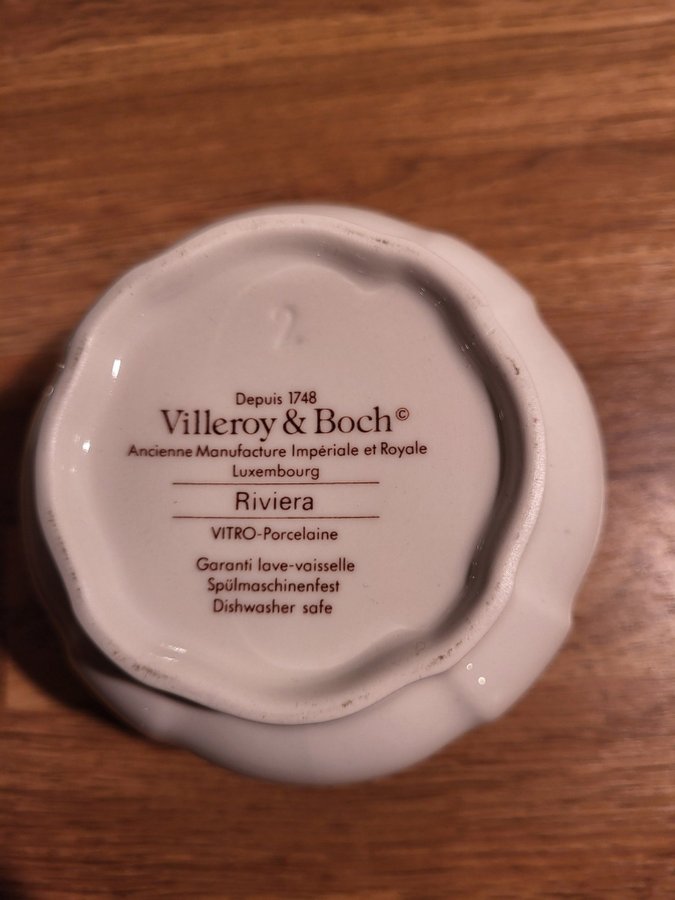 2
Depuis 1748
Villeroy & Boch©
Ancienne Manufacture Impériale et Royale
Luxembourg
Riviera
VITRO-Porcelaine
Garanti lave-vaisselle
Spülmaschinenfest
Dishwasher safe